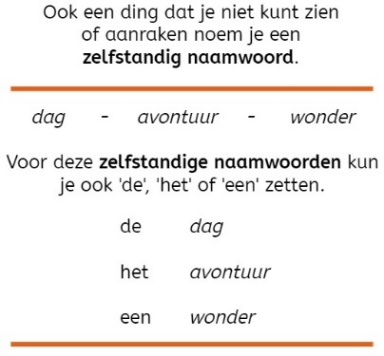 Ook een ding dat je niet kunt zien
of aanraken noem je een
zelfstandig naamwoord.
dag - avontuur - wonder
Voor deze zelfstandige naamwoorden kun
je ook 'de', 'het' of 'een' zetten.
de dag
het avontuur
een wonder